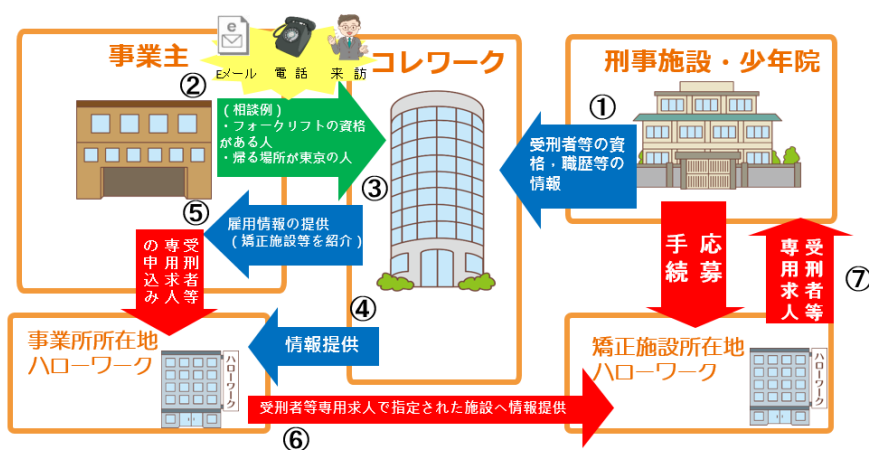 事業主
Eメール 電話 来訪
コレワーク
刑事施設・少年院
②
(相談例)
・フォークリフトの資格
がある人
・帰る場所が東京の人
①
受刑者等の資
格・職歴等の
情報
③
⑤
雇用情報の提供
(矯正施設等を紹介)
受刑者等
専用求人
の申込み
応募
手続
受刑者等
専用求人
⑦
④
情報提供
事業所所在地
ハローワーク
ハローワーク
矯正施設所在地
ハローワーク
ハローワーク
受刑者等専用求人で指定された施設へ情報提供
⑥